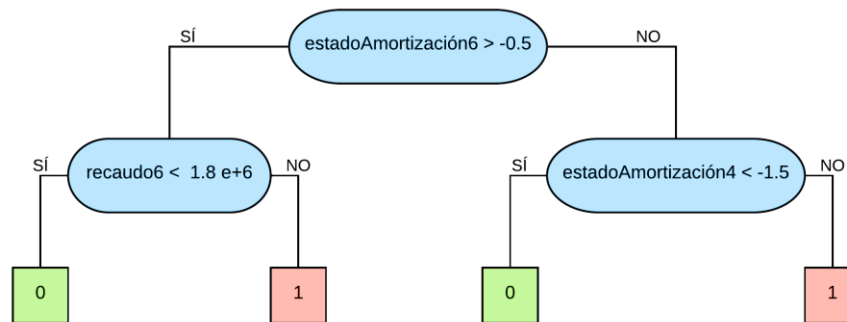 estadoAmortización6 > -0.5
SÍ
NO
recaudo6 < 1.8 e+6
SÍ
NO
estadoAmortización4 < -1.5
SÍ
NO
0
1
0
1